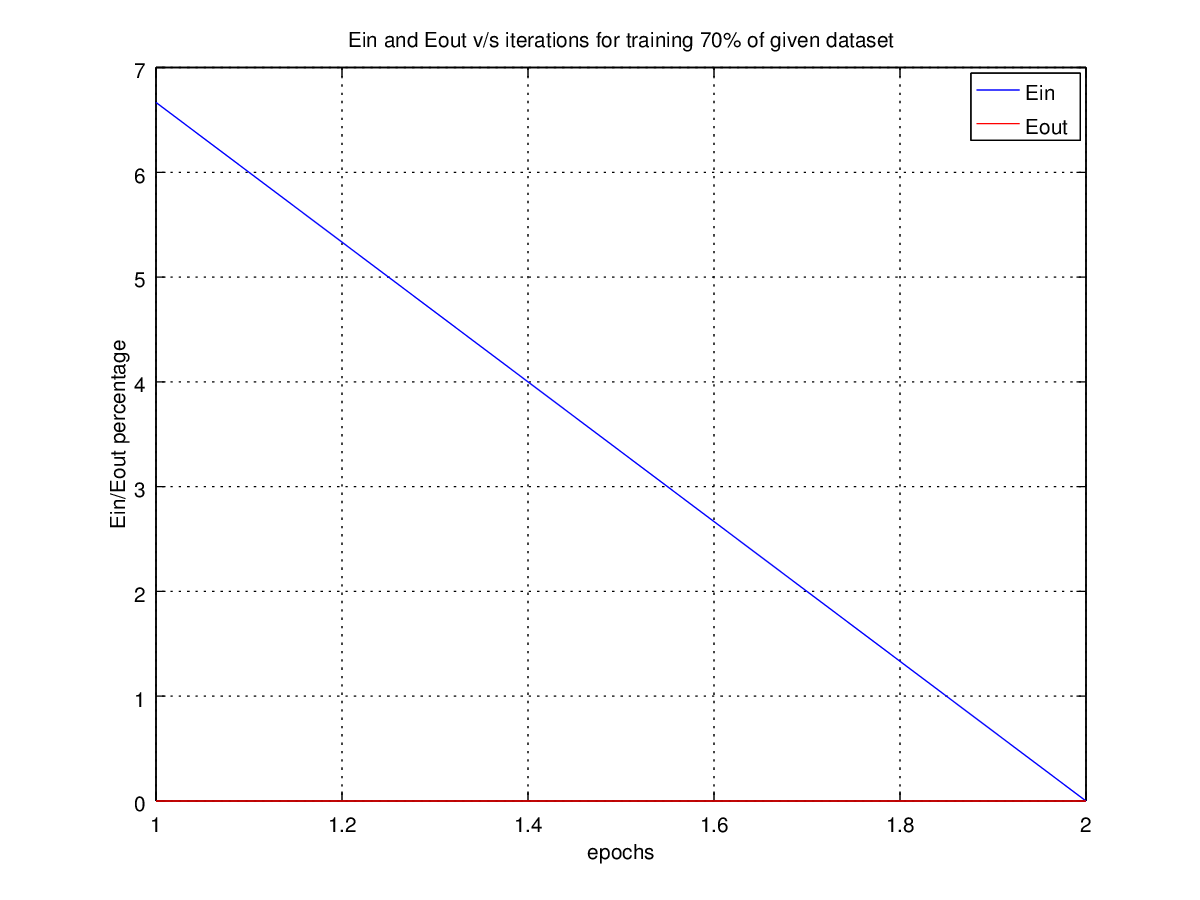 Ein and Eout v/s iterations for training 70% of given dataset
7
6
5
4
3
2
1
0
Ein/Eout percentage
Ein
Eout
1
1.2
1.4
1.6
1.8
2
epochs